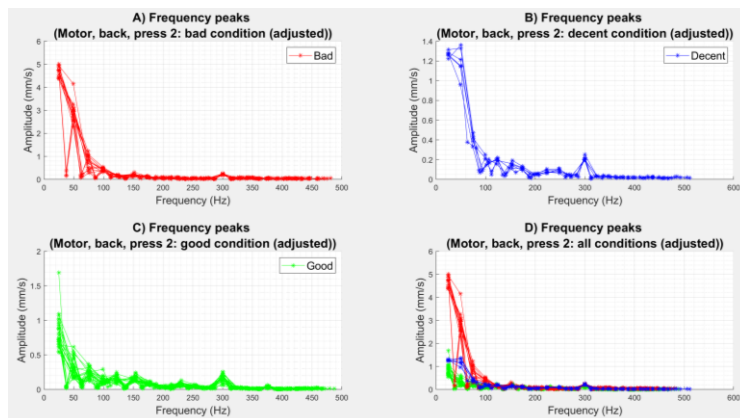 A) Frequency peaks
(Motor, back, press 2: bad condition (adjusted))
Amplitude (mm/s)
6
5
4
3
2
1
0
0 50 100 150 200 250 300 350 400 450 500
Frequency (Hz)
Bad
B) Frequency peaks
(Motor, back, press 2: decent condition (adjusted))
Amplitude (mm/s)
1.4
1.2
1
0.8
0.6
0.4
0.2
0
0 100 200 300 400 500 600
Frequency (Hz)
Decent
C) Frequency peaks
(Motor, back, press 2: good condition (adjusted))
Amplitude (mm/s)
2
1.5
1
0.5
0
0 50 100 150 200 250 300 350 400 450 500
Frequency (Hz)
Good
D) Frequency peaks
(Motor, back, press 2: all conditions (adjusted))
Amplitude (mm/s)
6
5
4
3
2
1
0
0 100 200 300 400 500 600
Frequency (Hz)